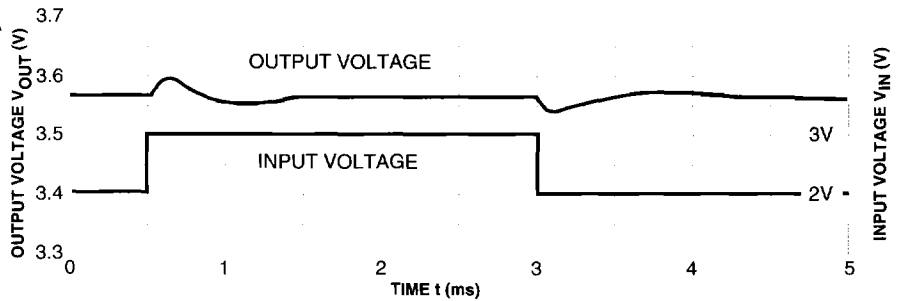 3.7
3.6
3.5
3.4
3.3
OUTPUT VOLTAGE VOUT (V)
OUTPUT VOLTAGE
INPUT VOLTAGE
3V
2V
INPUT VOLTAGE VIN (V)
0 1 2 3 4 5
TIME t (ms)